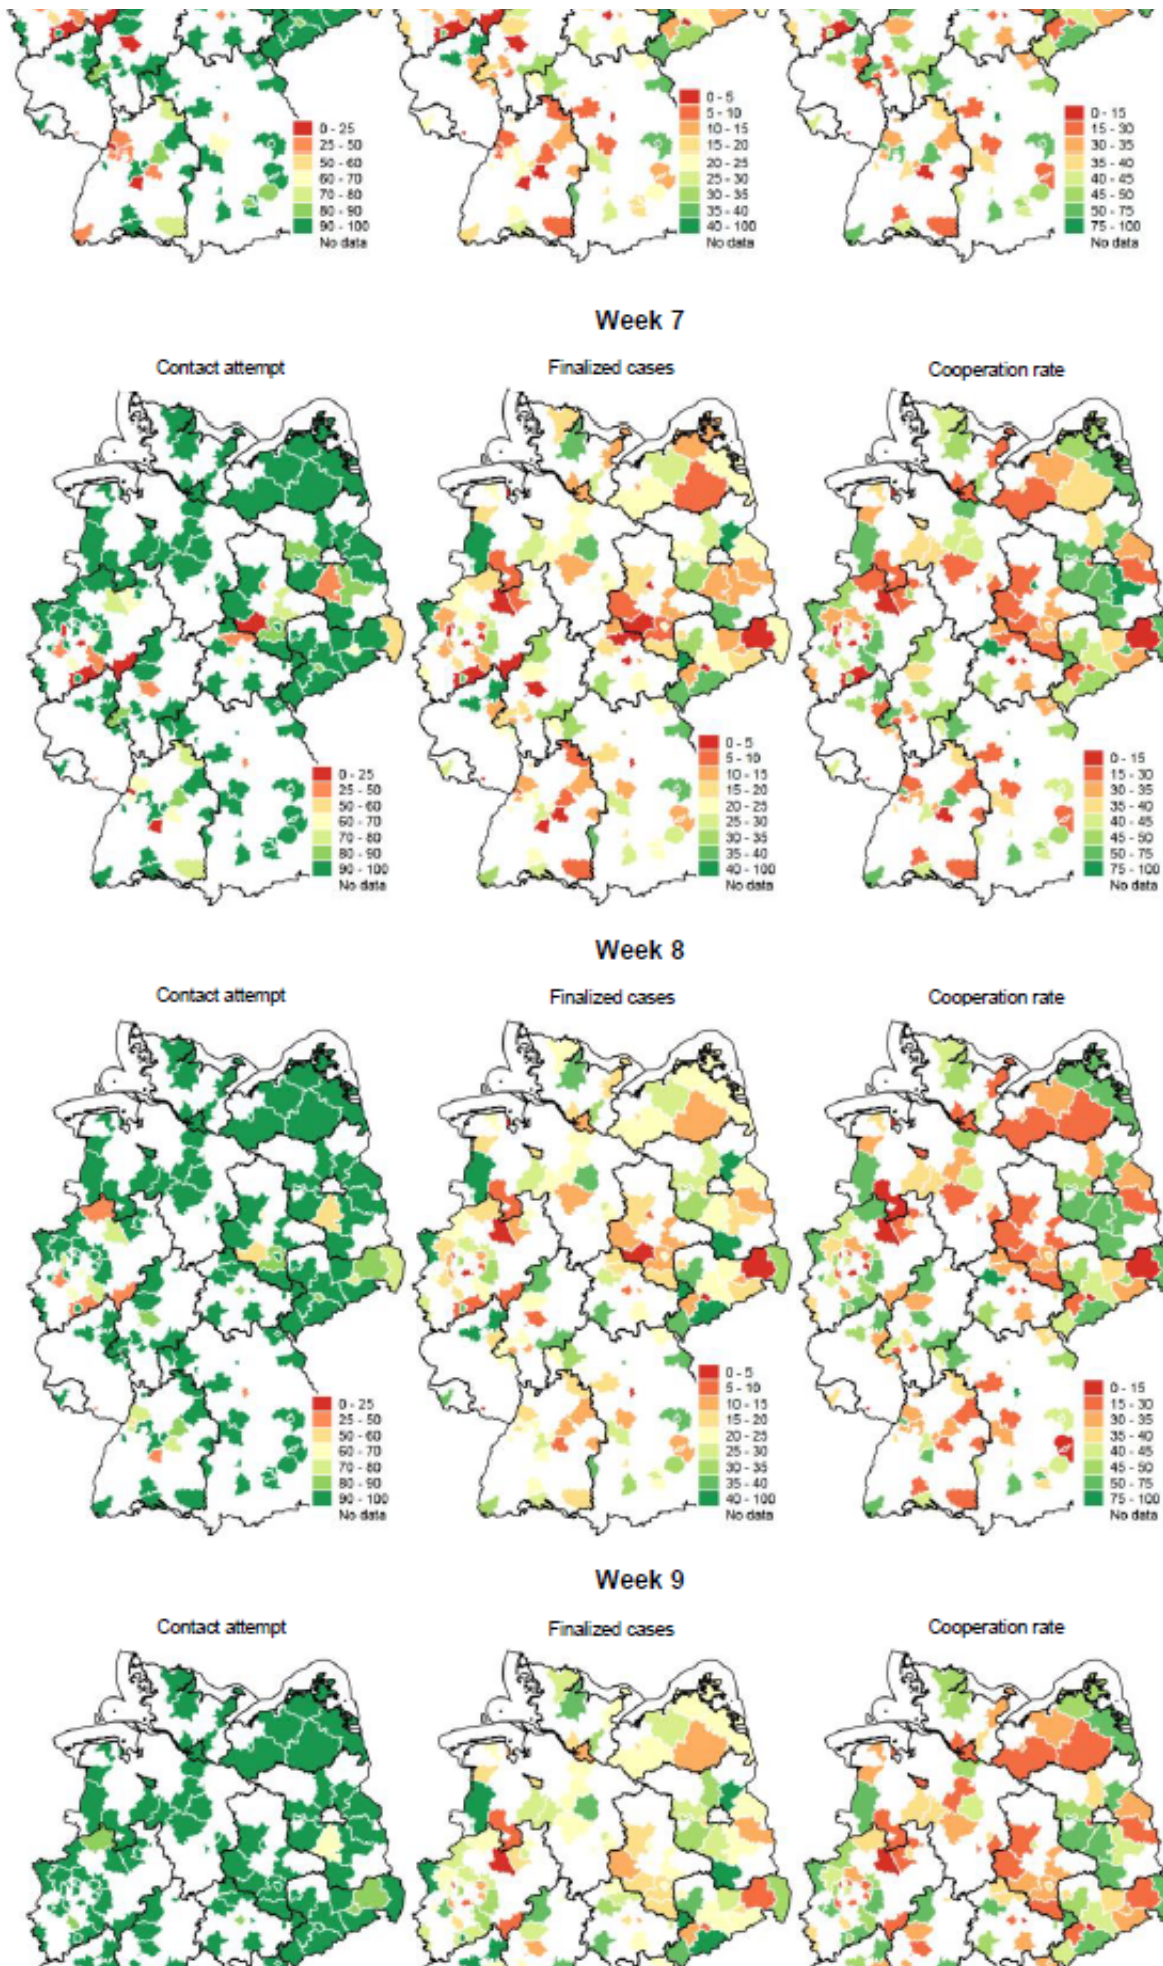 0 - 25
25 - 50
50 - 60
60 - 70
70 - 80
80 - 90
90 - 100
No data
0 - 5
5 - 10
10 - 15
15 - 20
20 - 25
25 - 30
30 - 35
35 - 40
40 - 100
No data
0 - 15
15 - 30
30 - 35
35 - 40
40 - 45
45 - 50
50 - 75
75 - 100
No data
Week 7
Contact attempt
Finalized cases
Cooperation rate
0 - 25
25 - 50
50 - 60
60 - 70
70 - 80
80 - 90
90 - 100
No data
0 - 5
5 - 10
10 - 15
15 - 20
20 - 25
25 - 30
30 - 35
35 - 40
40 - 100
No data
0 - 15
15 - 30
30 - 35
35 - 40
40 - 45
45 - 50
50 - 75
75 - 100
No data
Week 8
Contact attempt
Finalized cases
Cooperation rate
0 - 25
25 - 50
50 - 60
60 - 70
70 - 80
80 - 90
90 - 100
No data
0 - 5
5 - 10
10 - 15
15 - 20
20 - 25
25 - 30
30 - 35
35 - 40
40 - 100
No data
0 - 15
15 - 30
30 - 35
35 - 40
40 - 45
45 - 50
50 - 75
75 - 100
No data
Week 9
Contact attempt
Finalized cases
Cooperation rate